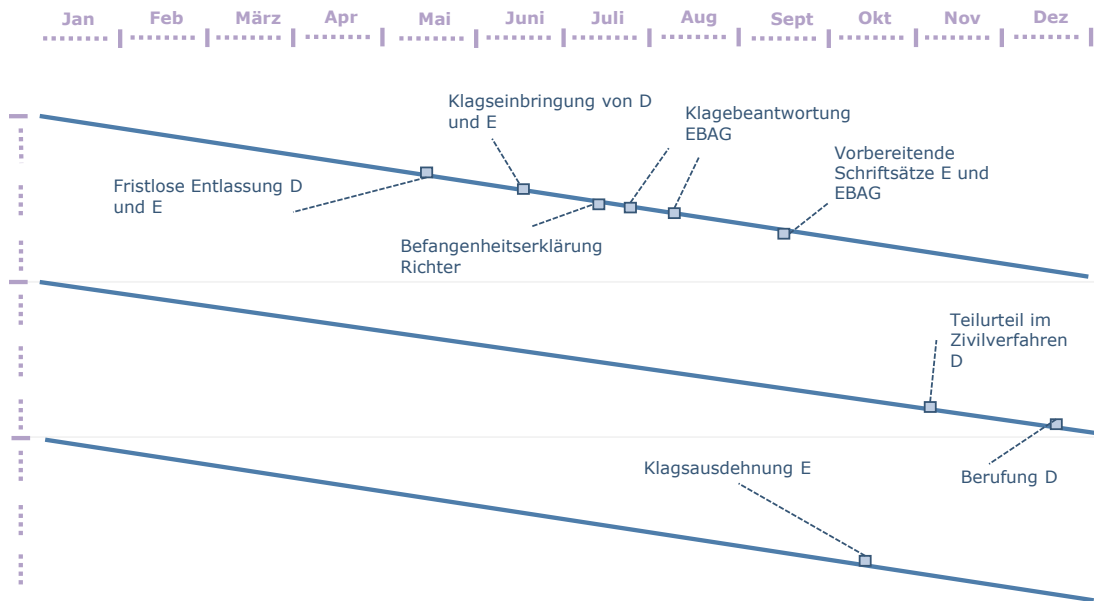 Jan Feb März Apr Mai Juni Juli Aug Sept Okt Nov Dez
Klagseinbringung von D
und E
Klagebeantwortung
EBAG
Vorbereitende
Schriftsätze E und
EBAG
Fristlose Entlassung D
und E
Befangenheitserklärung
Richter
Teilurteil im
Zivilverfahren
D
Klagsausdehnung E
Berufung D